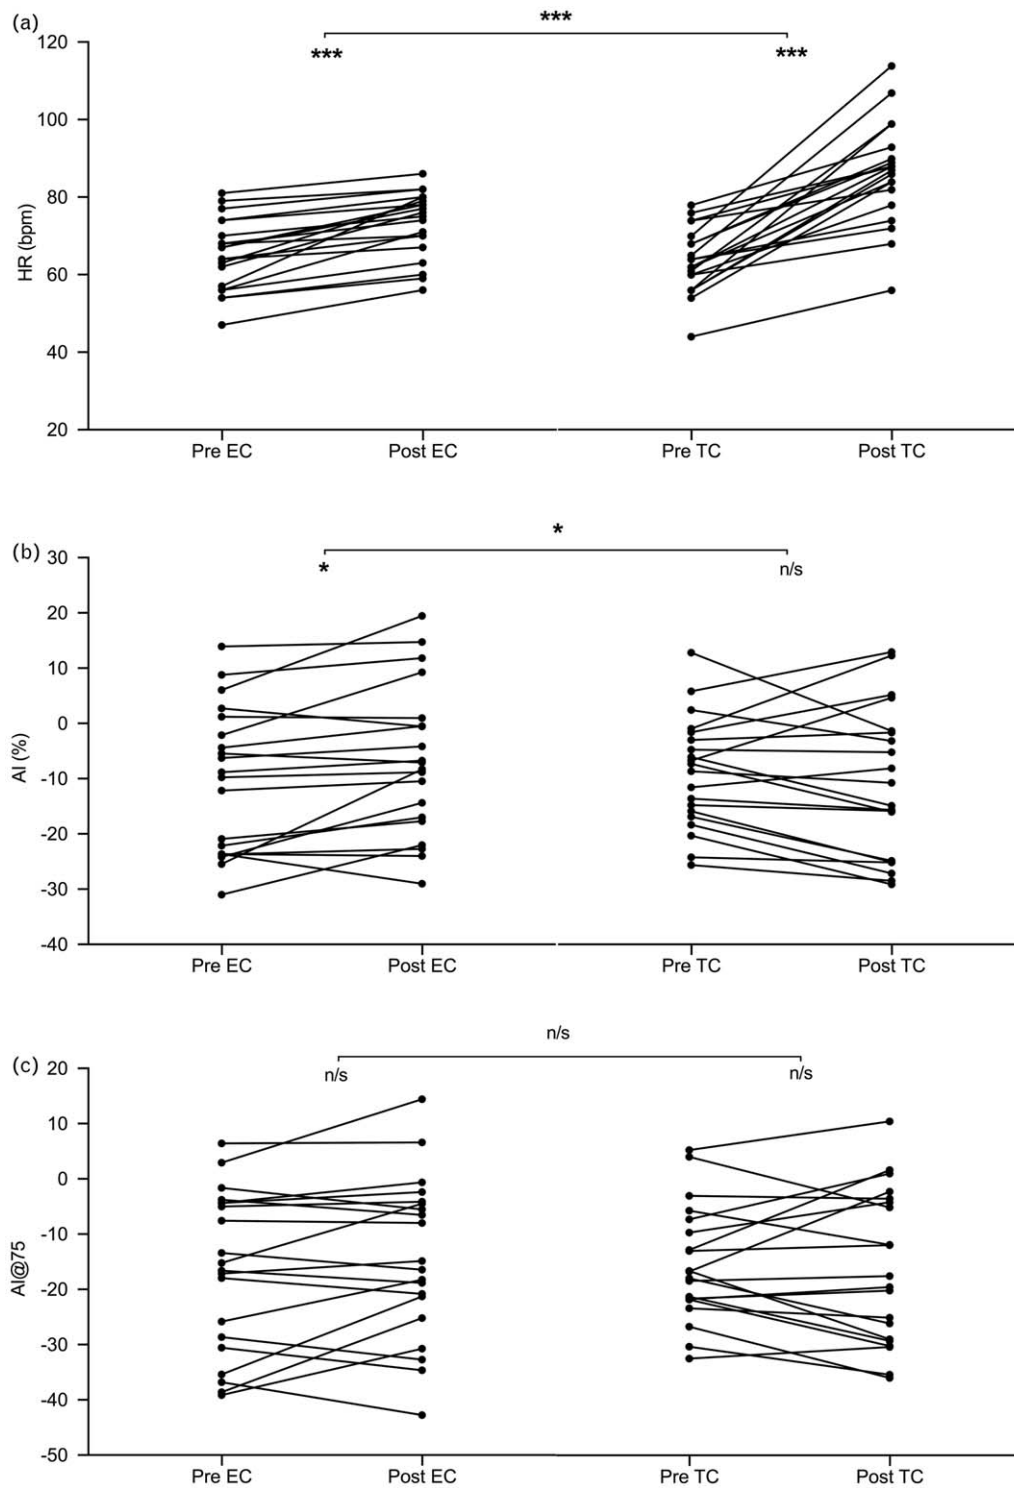 (a)
***
*** ***
120
100
80
60
40
20
HR (bpm)
Pre EC Post EC Pre TC Post TC
(b)
*
* n/s
30
20
10
0
-10
-20
-30
-40
AI (%)
Pre EC Post EC Pre TC Post TC
(c)
n/s
n/s n/s
20
10
0
-10
-20
-30
-40
-50
AI@75
Pre EC Post EC Pre TC Post TC